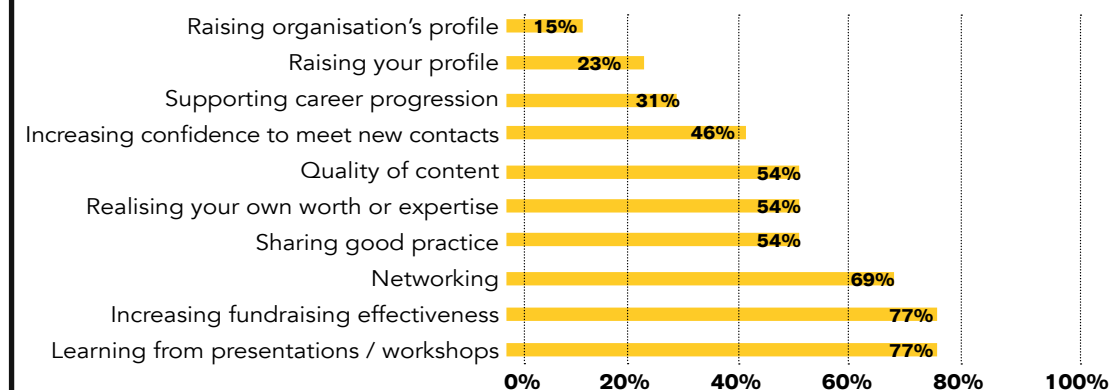 Raising organisation’s profile 15%
Raising your profile 23%
Supporting career progression 31%
Increasing confidence to meet new contacts 46%
Quality of content 54%
Realising your own worth or expertise 54%
Sharing good practice 54%
Networking 69%
Increasing fundraising effectiveness 77%
Learning from presentations / workshops 77%
0% 20% 40% 60% 80% 100%